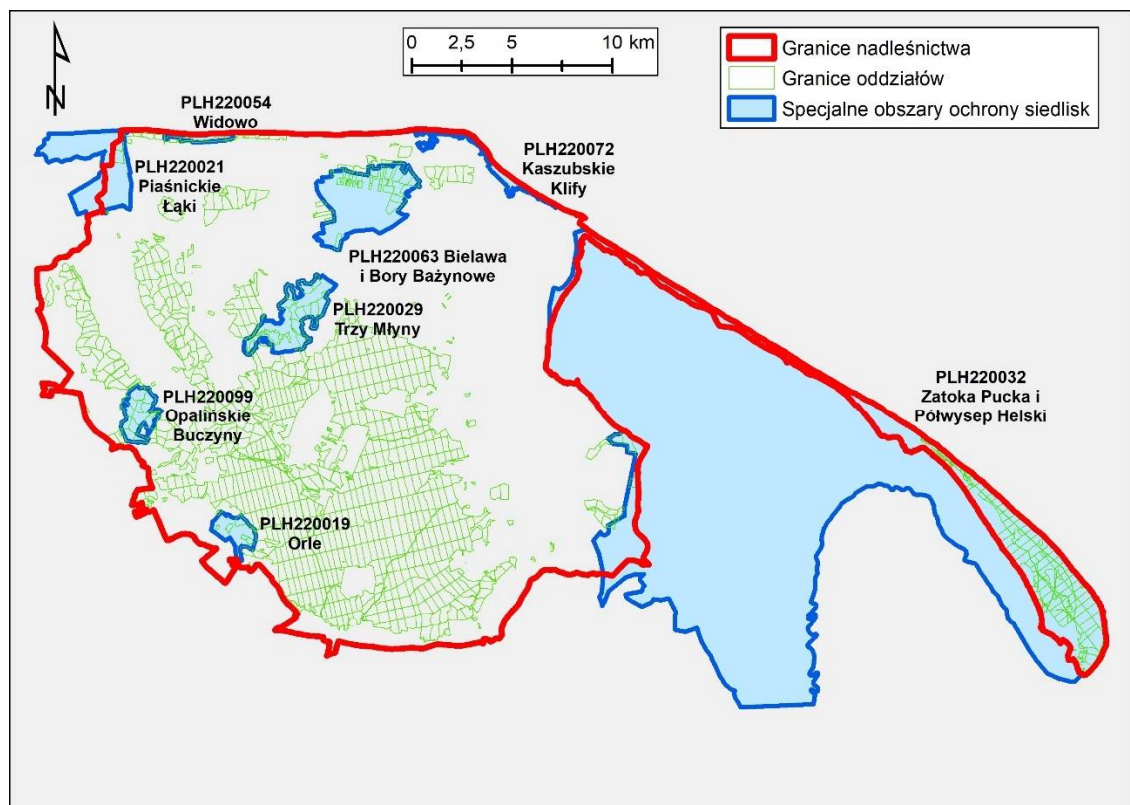 N
0 2,5 5 10 km
Granice nadleśnictwa
Granice oddziałów
Specjalne obszary ochrony siedlisk
PLH220054
Widowo
PLH220021
Piaśnickie
Łąki
PLH220072
Kaszubskie
Klify
PLH220063 Bielawa
i Bory Bażynowe
PLH220029
Trzy Młyny
PLH220032
Zatoka Pucka i
Półwysep Helski
PLH220099
Opalińskie
Buczyny
PLH220019
Orle